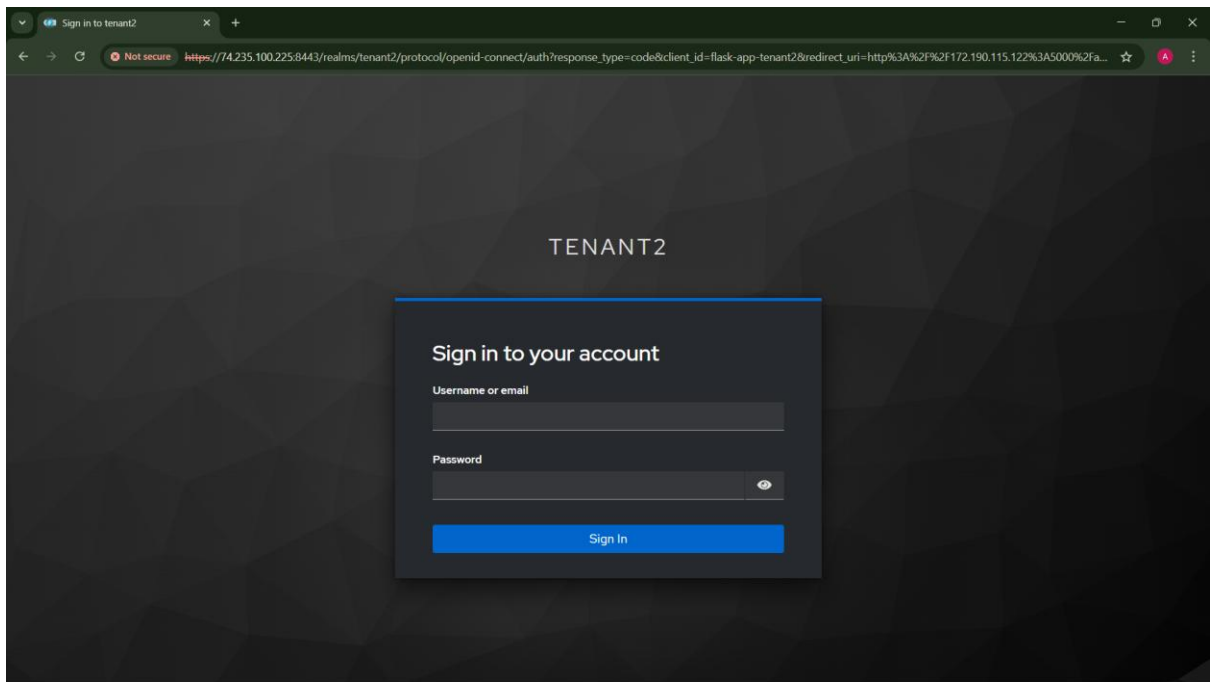 Sign in to tenant2
Not secure https://74.235.100.225:8443/realms/tenant2/protocol/openid-connect/auth?response_type=code&client_id=flask-app-tenant2&redirect_uri=http%3A%2F%2F172.190.115.122%3A5000%2Fa...
A
TENANT2
Sign in to your account
Username or email
Password
Sign In